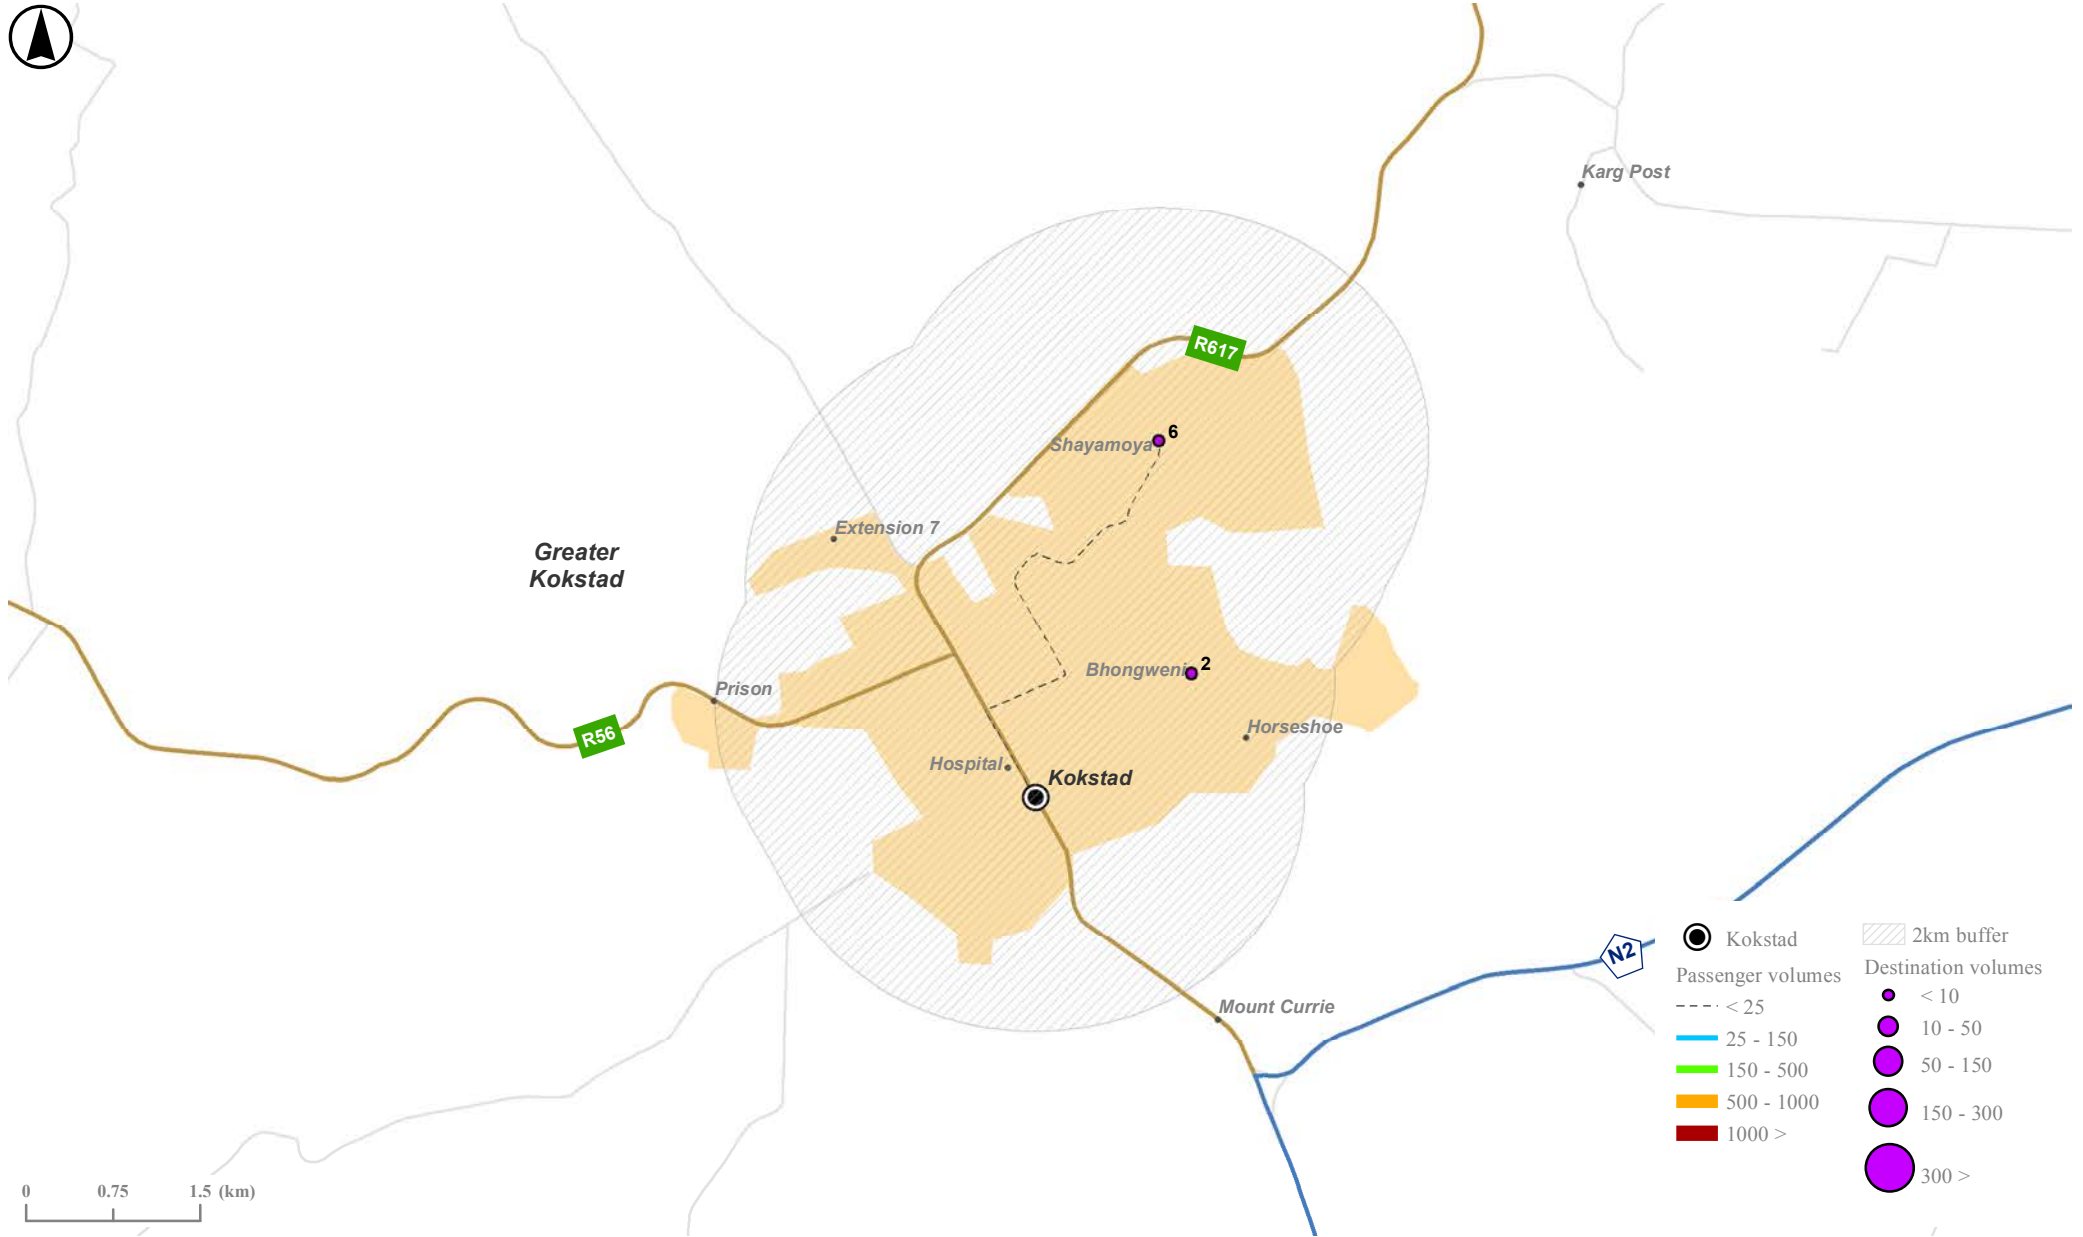 Karg Post
R617
6
Shayamoya
Extension 7
Greater
Kokstad
2
Bhongweni
Prison
Horseshoe
R56
Hospital
Kokstad
N2
Mount Currie
Kokstad
Passenger volumes
< 25
25 - 150
150 - 500
500 - 1000
1000 >
2km buffer
Destination volumes
< 10
10 - 50
50 - 150
150 - 300
300 >
0 0.75 1.5 (km)